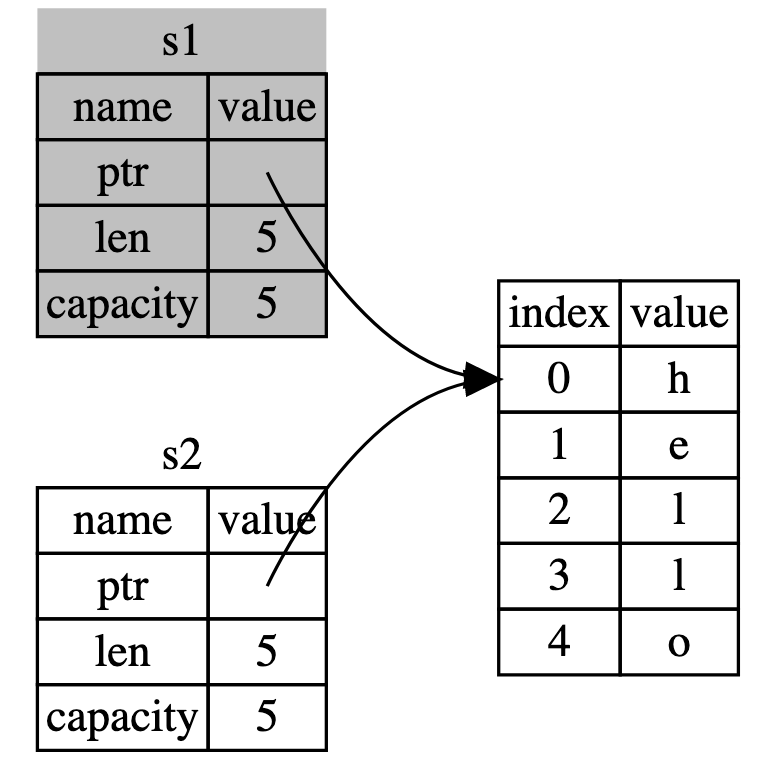 s1
name value
ptr
len 5
capacity 5
s2
name value
ptr
len 5
capacity 5
index value
0 h
1 e
2 l
3 l
4 o